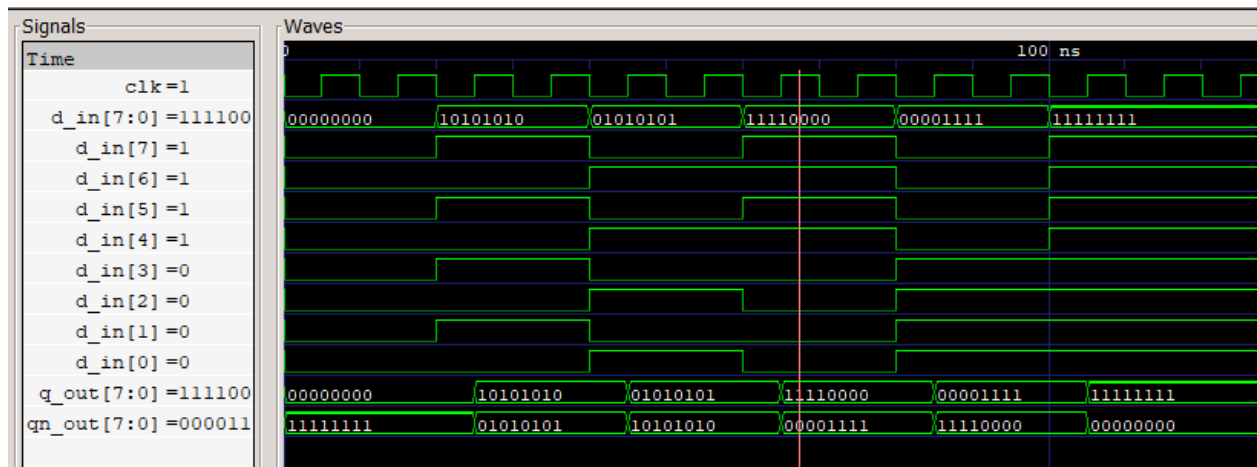 Signals
Waves
Time
0
100 ns
clk=1
d_in[7:0]=111100
00000000 10101010 01010101 11110000 00001111 11111111
d_in[7]=1
d_in[6]=1
d_in[5]=1
d_in[4]=1
d_in[3]=0
d_in[2]=0
d_in[1]=0
d_in[0]=0
q_out[7:0]=111100
00000000 10101010 01010101 11110000 00001111 11111111
qn_out[7:0]=000011
11111111 01010101 10101010 00001111 11110000 00000000